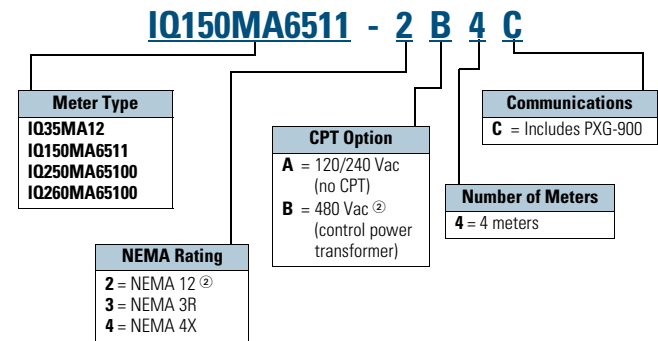 IQ150MA6511 - 2 B 4 C
Meter Type
IQ35MA12
IQ150MA6511
IQ250MA65100
IQ260MA65100
NEMA Rating
2 = NEMA 12 ②
3 = NEMA 3R
4 = NEMA 4X
CPT Option
A = 120/240 Vac
(no CPT)
B = 480 Vac ②
(control power
transformer)
Number of Meters
4 = 4 meters
Communications
C = Includes PXG-900